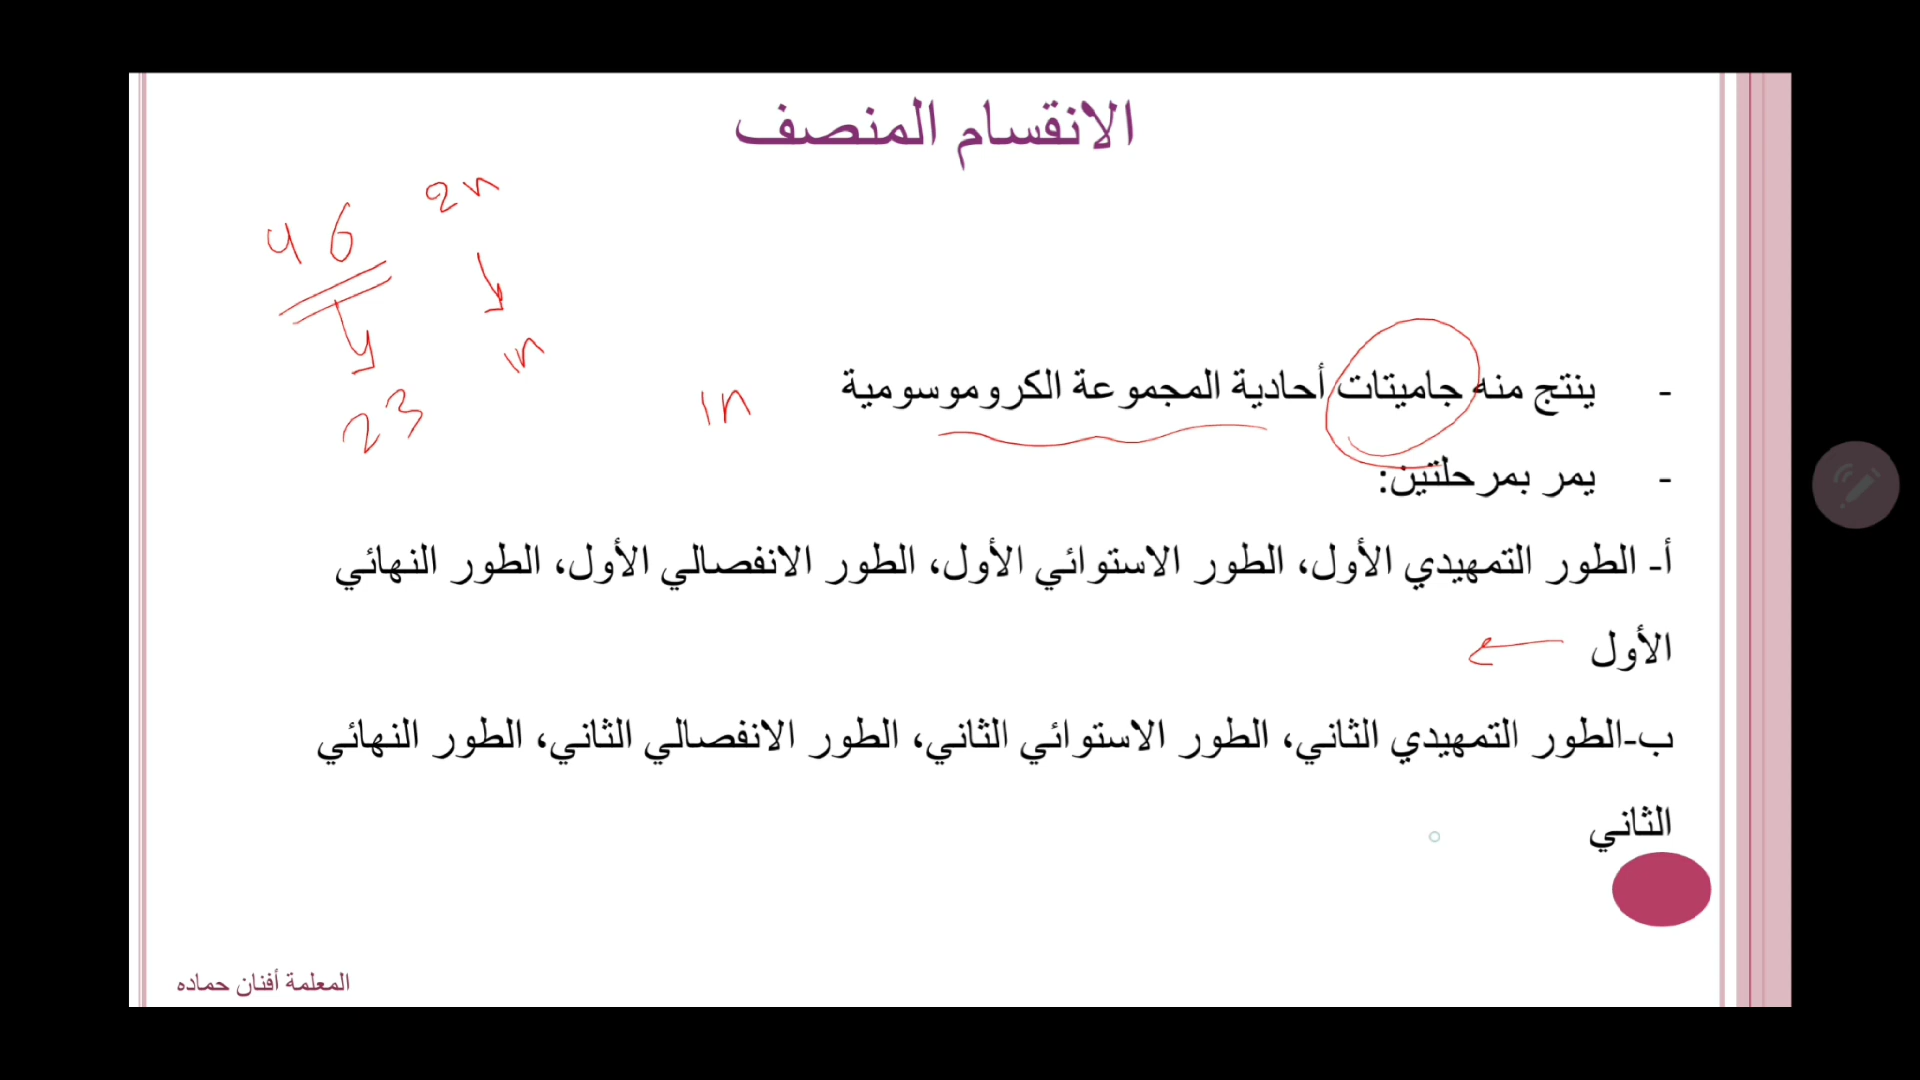 الانقسام المنصف
2n
46
1n
23
1n
- ينتج منه جاميتات أحادية المجموعة الكروموسومية
- يمر بمرحلتين:
أ- الطور التمهيدي الأول، الطور الاستوائي الأول، الطور الانفصالي الأول، الطور النهائي
الأول
ب-الطور التمهيدي الثاني، الطور الاستوائي الثاني، الطور الانفصالي الثاني، الطور النهائي
الثاني
المعلمة أفنان حماده